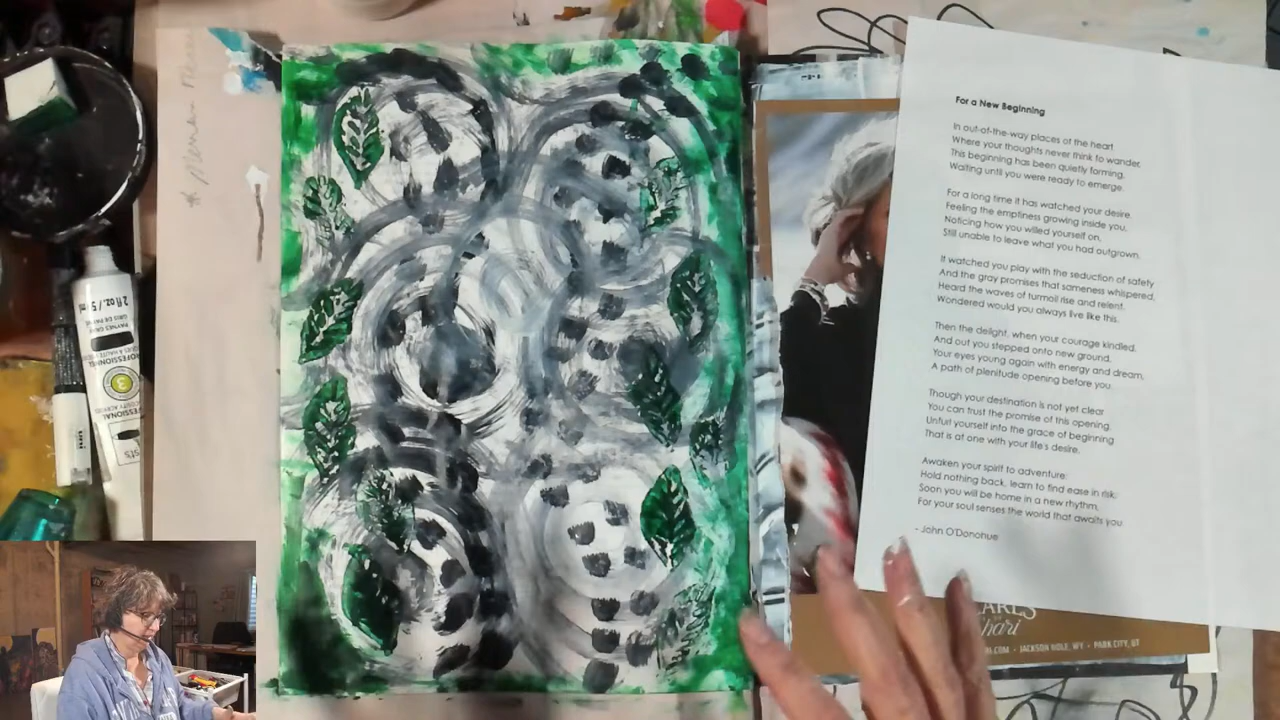 For a New Beginning
In out-of-the-way places of the heart
Where your thoughts never think to wander,
This beginning has been quietly forming,
Waiting until you were ready to emerge.
For a long time it has watched your desire,
Feeling the emptiness growing inside you,
Noticing how you willed yourself on,
Still unable to leave what you had outgrown.
It watched you play with the seduction of safety
And the gray promises that sameness whispered,
Heard the waves of turmoil rise and relent,
Wondered would you always live like this.
Then the delight, when your courage kindled,
And out you stepped onto new ground,
Your eyes young again with energy and dream,
A path of plenitude opening before you.
Though your destination is not yet clear
You can trust the promise of this opening;
Unfurl yourself into the grace of beginning
That is at one with your life's desire.
Awaken your spirit to adventure;
Hold nothing back, learn to find ease in risk;
Soon you will be home in a new rhythm,
For your soul senses the world that awaits you.
- John O'Donohue
JACKSON HOLE, WY • PARK CITY, UT
2 fl oz
PAYNES GRAY
GRIS DE PAYNE
3